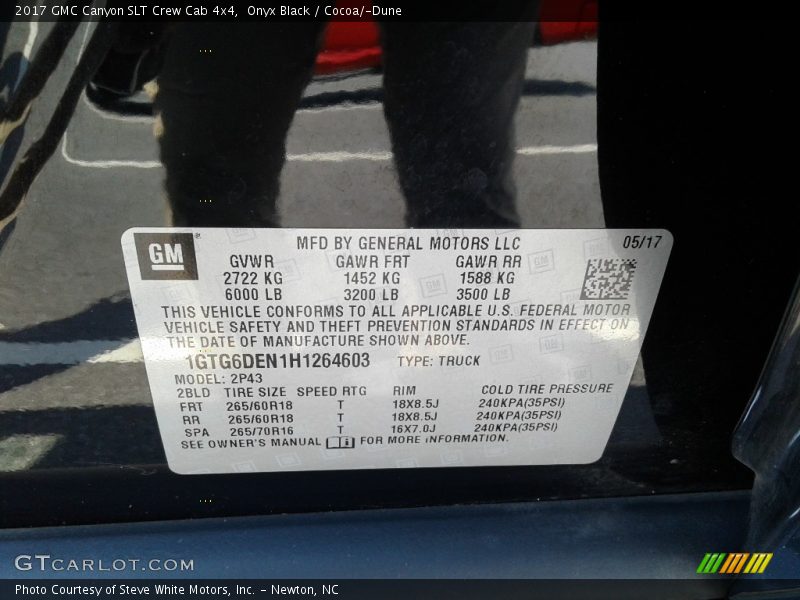 2017 GMC Canyon SLT Crew Cab 4x4, Onyx Black / Cocoa/­Dune
GM
MFD BY GENERAL MOTORS LLC 05/17
GVWR GAWR FRT GAWR RR
2722 KG 1452 KG 1588 KG
6000 LB 3200 LB 3500 LB
THIS VEHICLE CONFORMS TO ALL APPLICABLE U.S. FEDERAL MOTOR
VEHICLE SAFETY AND THEFT PREVENTION STANDARDS IN EFFECT ON
THE DATE OF MANUFACTURE SHOWN ABOVE.
1GTG6DEN1H1264603 TYPE: TRUCK
MODEL: 2P43
2BLD TIRE SIZE SPEED RTG RIM COLD TIRE PRESSURE
FRT 265/60R18 T 18X8.5J 240KPA(35PSI)
RR 265/60R18 T 18X8.5J 240KPA(35PSI)
SPA 265/70R16 T 16X7.0J 240KPA(35PSI)
SEE OWNER'S MANUAL FOR MORE INFORMATION.
GTCARLOT.COM
Photo Courtesy of Steve White Motors, Inc. – Newton, NC